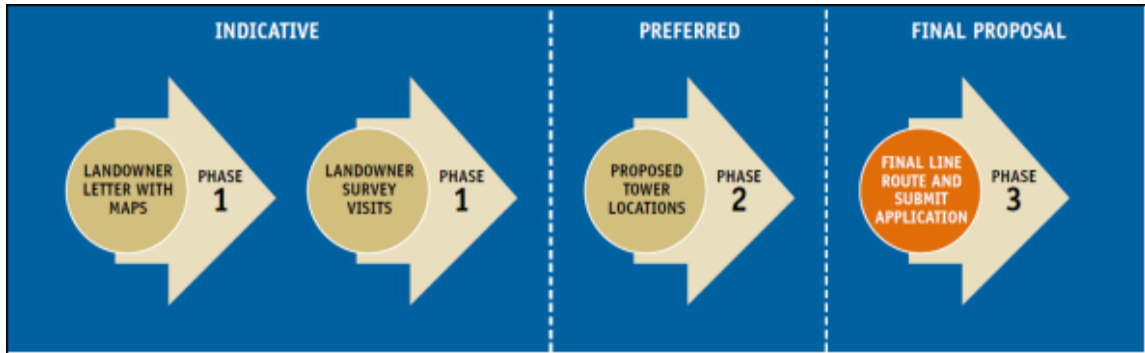 INDICATIVE
PREFERRED
FINAL PROPOSAL
LANDOWNER
LETTER WITH
MAPS
PHASE
1
LANDOWNER
SURVEY
VISITS
PHASE
1
PROPOSED
TOWER
LOCATIONS
PHASE
2
FINAL LINE
ROUTE AND
SUBMIT
APPLICATION
PHASE
3